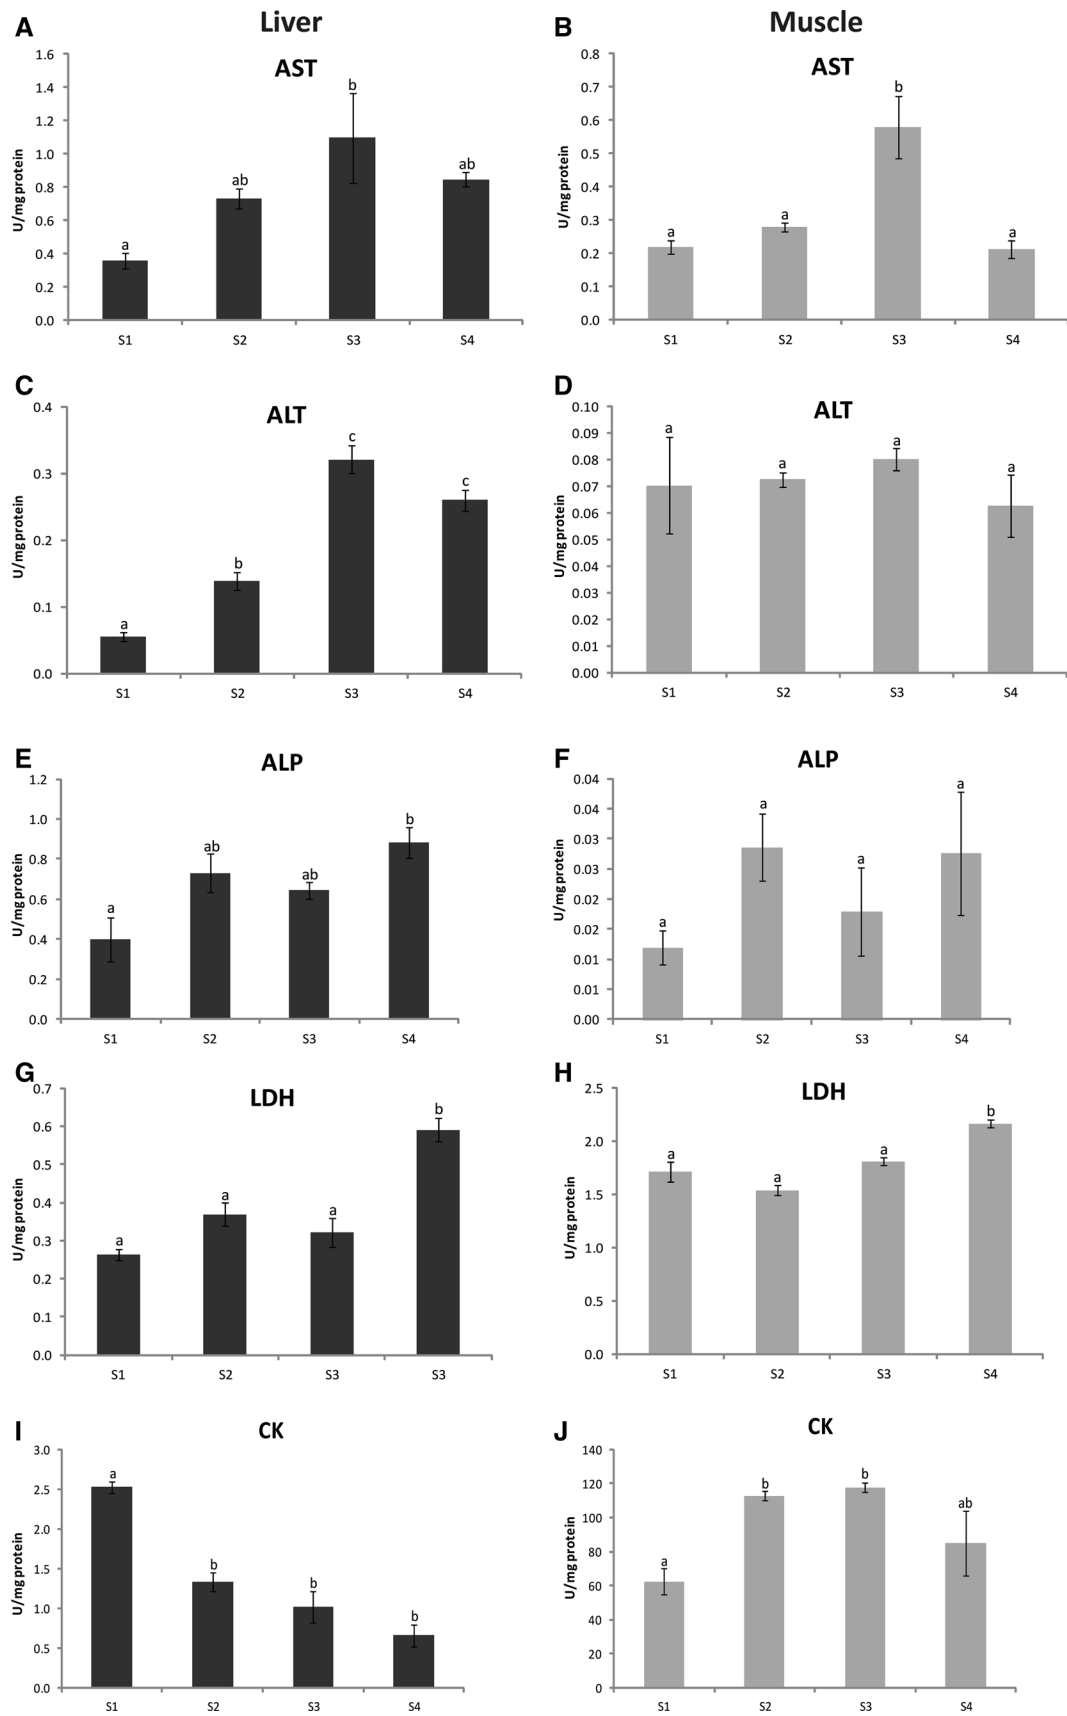 A Liver B Muscle
AST
U/mg protein
1.6
1.4
1.2
1.0
0.8
0.6
0.4
0.2
0.0
a ab b ab
S1 S2 S3 S4
AST
U/mg protein
0.8
0.7
0.6
0.5
0.4
0.3
0.2
0.1
0.0
a a b a
S1 S2 S3 S4
C
ALT
U/mg protein
0.4
0.3
0.2
0.1
0.0
a b c c
S1 S2 S3 S4
D
ALT
U/mg protein
0.10
0.09
0.08
0.07
0.06
0.05
0.04
0.03
0.02
0.01
0.00
a a a a
S1 S2 S3 S4
E
ALP
U/mg protein
1.2
1.0
0.8
0.6
0.4
0.2
0.0
a ab ab b
S1 S2 S3 S4
F
ALP
U/mg protein
0.04
0.04
0.03
0.03
0.02
0.02
0.01
0.01
0.00
a a a a
S1 S2 S3 S4
G
LDH
U/mg protein
0.7
0.6
0.5
0.4
0.3
0.2
0.1
0.0
a a a b
S1 S2 S3 S3
H
LDH
U/mg protein
2.5
2.0
1.5
1.0
0.5
0.0
a a a b
S1 S2 S3 S4
I
CK
U/mg protein
3.0
2.5
2.0
1.5
1.0
0.5
0.0
a b b b
S1 S2 S3 S4
J
CK
U/mg protein
140
120
100
80
60
40
20
0
a b b ab
S1 S2 S3 S4